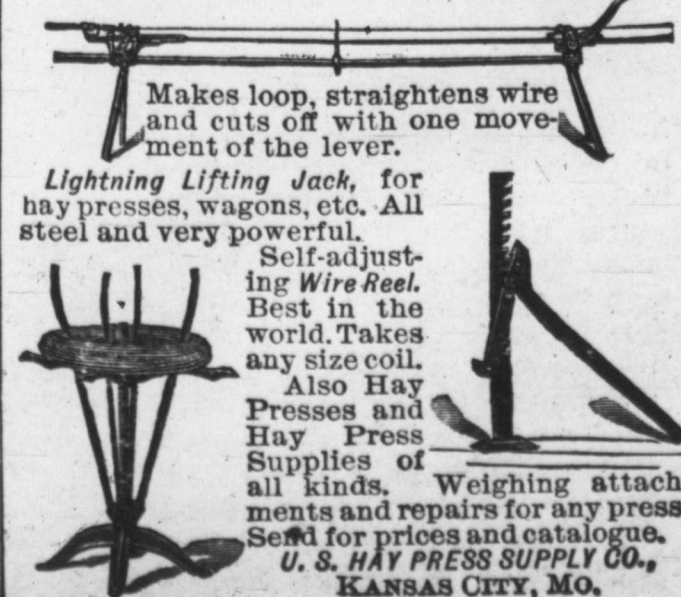 Makes loop, straightens wire
and cuts off with one move-
ment of the lever.
Lightning Lifting Jack, for
hay presses, wagons, etc. All
steel and very powerful.
Self-adjust-
ing Wire Reel.
Best in the
world. Takes
any size coil.
Also Hay
Presses and
Hay Press
Supplies of
all kinds. Weighing attach
ments and repairs for any press
Send for prices and catalogue.
U. S. HAY PRESS SUPPLY CO.,
KANSAS CITY, MO.